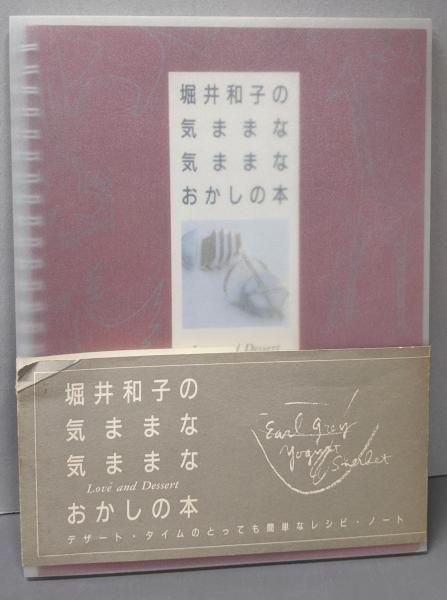 堀井和子の
気ままな
気ままな
おかしの本
Dessert
堀井和子の
気ままな
気ままな
Love and Dessert
おかしの本
デザート・タイムのとっても簡単なレシピ・ノート
Earl Grey
Yogurt
Sherbet